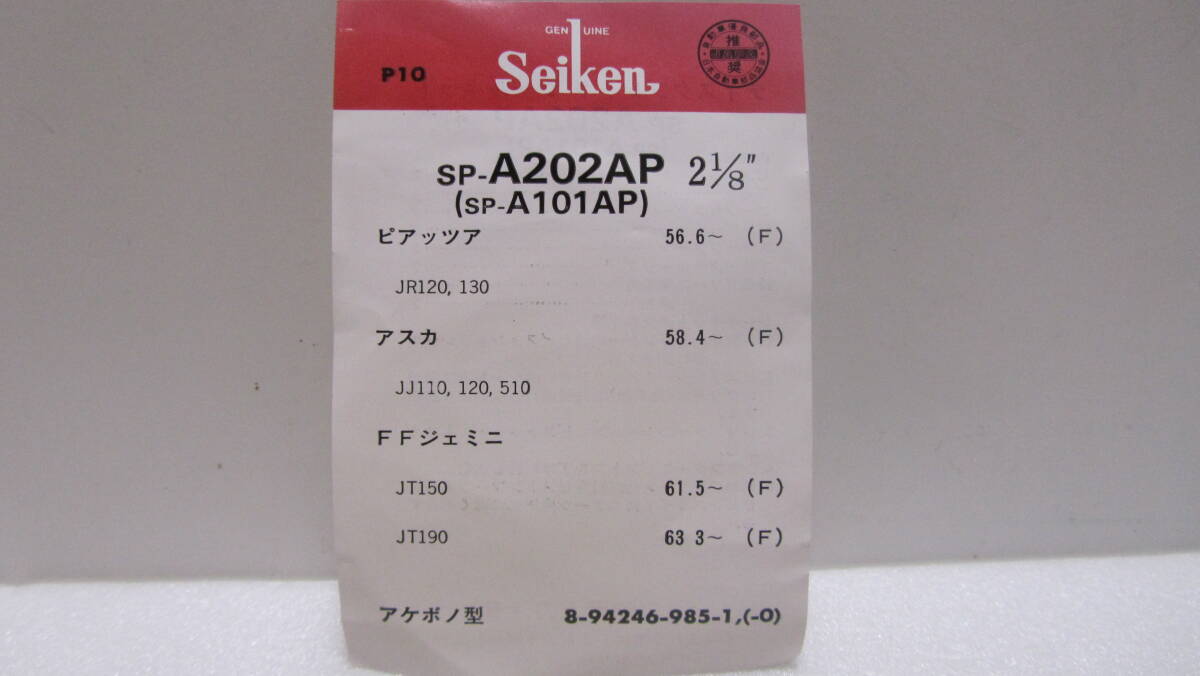 GENUINE
P10 Seiken
推奨
SP-A202AP 2⅛"
(SP-A101AP)
ピアッツア 56.6～ (F)
JR120, 130
アスカ 58.4～ (F)
JJ110, 120, 510
FFジェミニ
JT150 61.5～ (F)
JT190 63 3～ (F)
アケボノ型 8-94246-985-1,(-0)